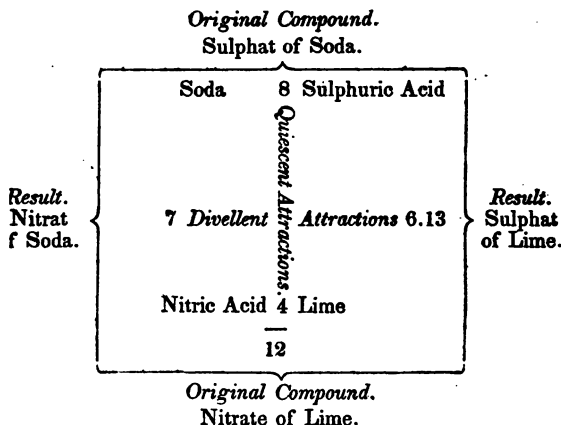 Original Compound.
Sulphat of Soda.
Soda 8 Sulphuric Acid
Quiescent Attractions.
Result.
Nitrat
f Soda.
7 Divellent Attractions 6.13
Result.
Sulphat
of Lime.
Nitric Acid 4 Lime
12
Original Compound.
Nitrate of Lime.